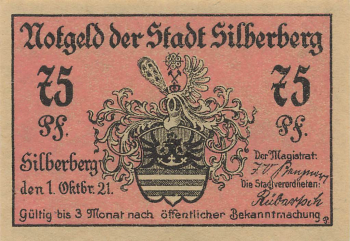 Notgeld der Stadt Silberberg
75 75
Pf. Pf.
Silberberg
den 1. Oktbr. 21.
Der Magistrat:
Die Stadtverordneten:
Gültig bis 3 Monat nach öffentlicher Bekanntmachung